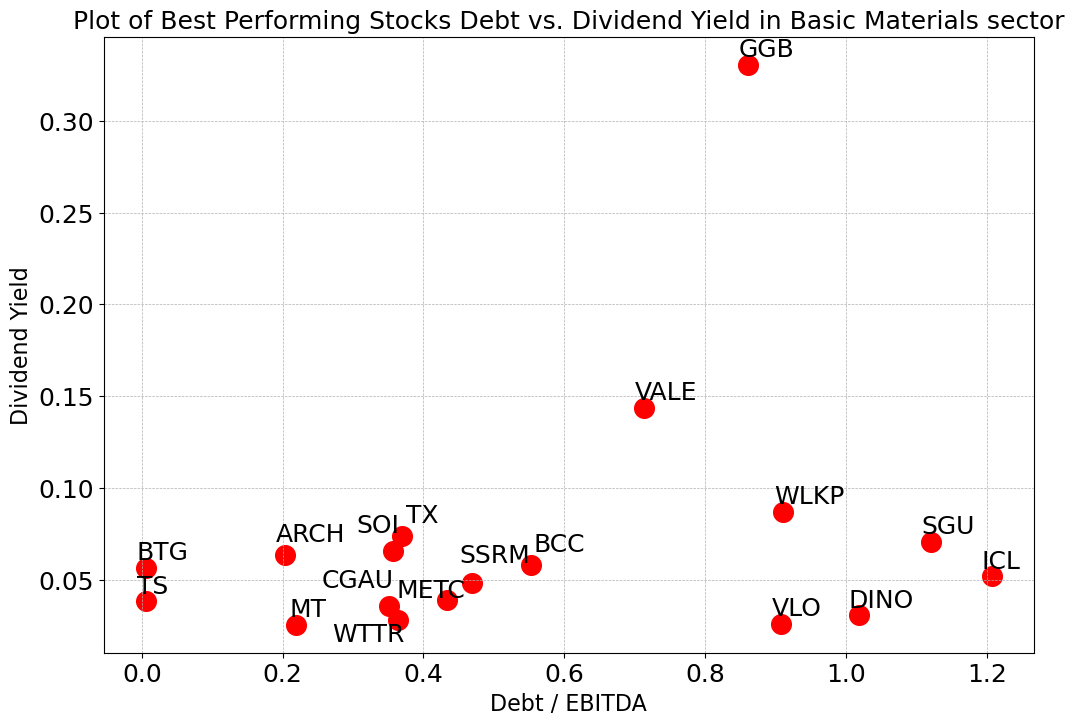 Plot of Best Performing Stocks Debt vs. Dividend Yield in Basic Materials sector
GGB
0.30
0.25
0.20
Dividend Yield
VALE
0.15
WLKP
0.10
TX
SOI
SGU
ARCH
BCC
BTG
SSRM
ICL
0.05
CGAU
TS
METC
DINO
MT
VLO
WTTR
0.0 0.2 0.4 0.6 0.8 1.0 1.2
Debt / EBITDA